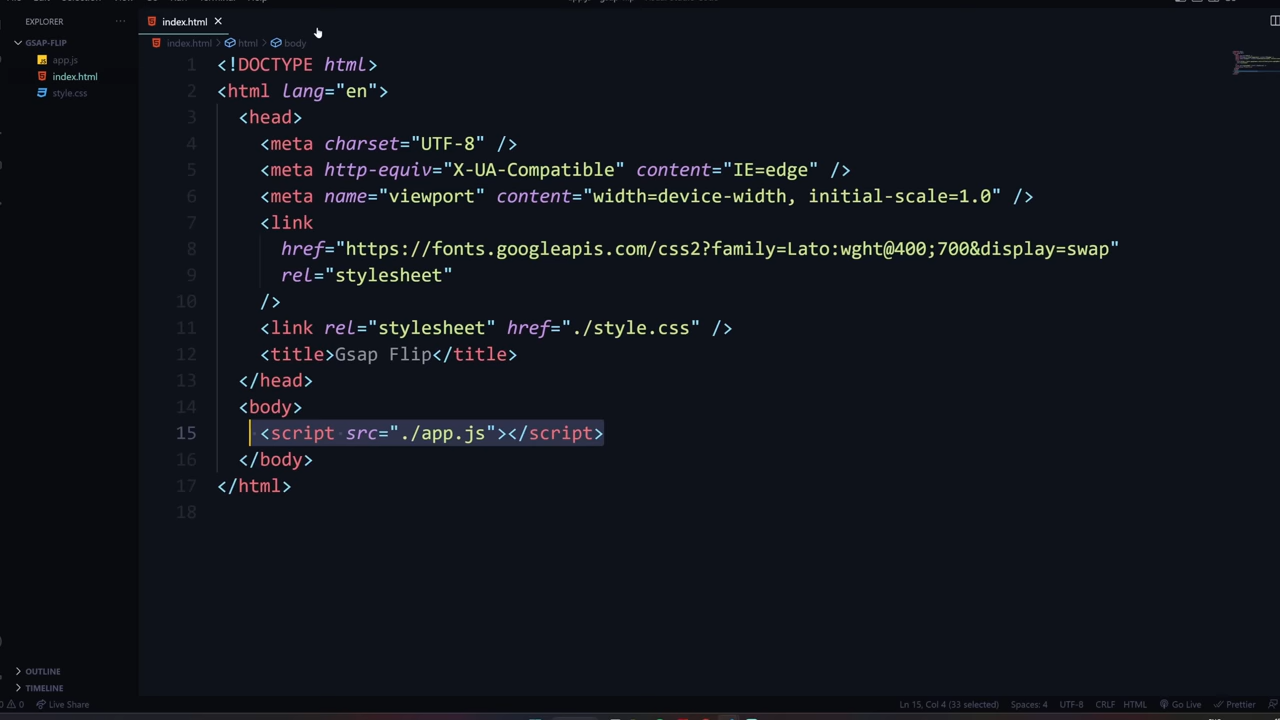 EXPLORER
GSAP-FLIP
app.js
index.html
style.css
OUTLINE
TIMELINE
index.html
index.html > html > body
1 <!DOCTYPE html>
2 <html lang="en">
3 <head>
4 <meta charset="UTF-8" />
5 <meta http-equiv="X-UA-Compatible" content="IE=edge" />
6 <meta name="viewport" content="width=device-width, initial-scale=1.0" />
7 <link
8 href="https://fonts.googleapis.com/css2?family=Lato:wght@400;700&display=swap"
9 rel="stylesheet"
10 />
11 <link rel="stylesheet" href="./style.css" />
12 <title>Gsap Flip</title>
13 </head>
14 <body>
15 <script src="./app.js"></script>
16 </body>
17 </html>
18
0 0 Live Share
Ln 15, Col 4 (33 selected) Spaces: 4 UTF-8 CRLF HTML Go Live Prettier